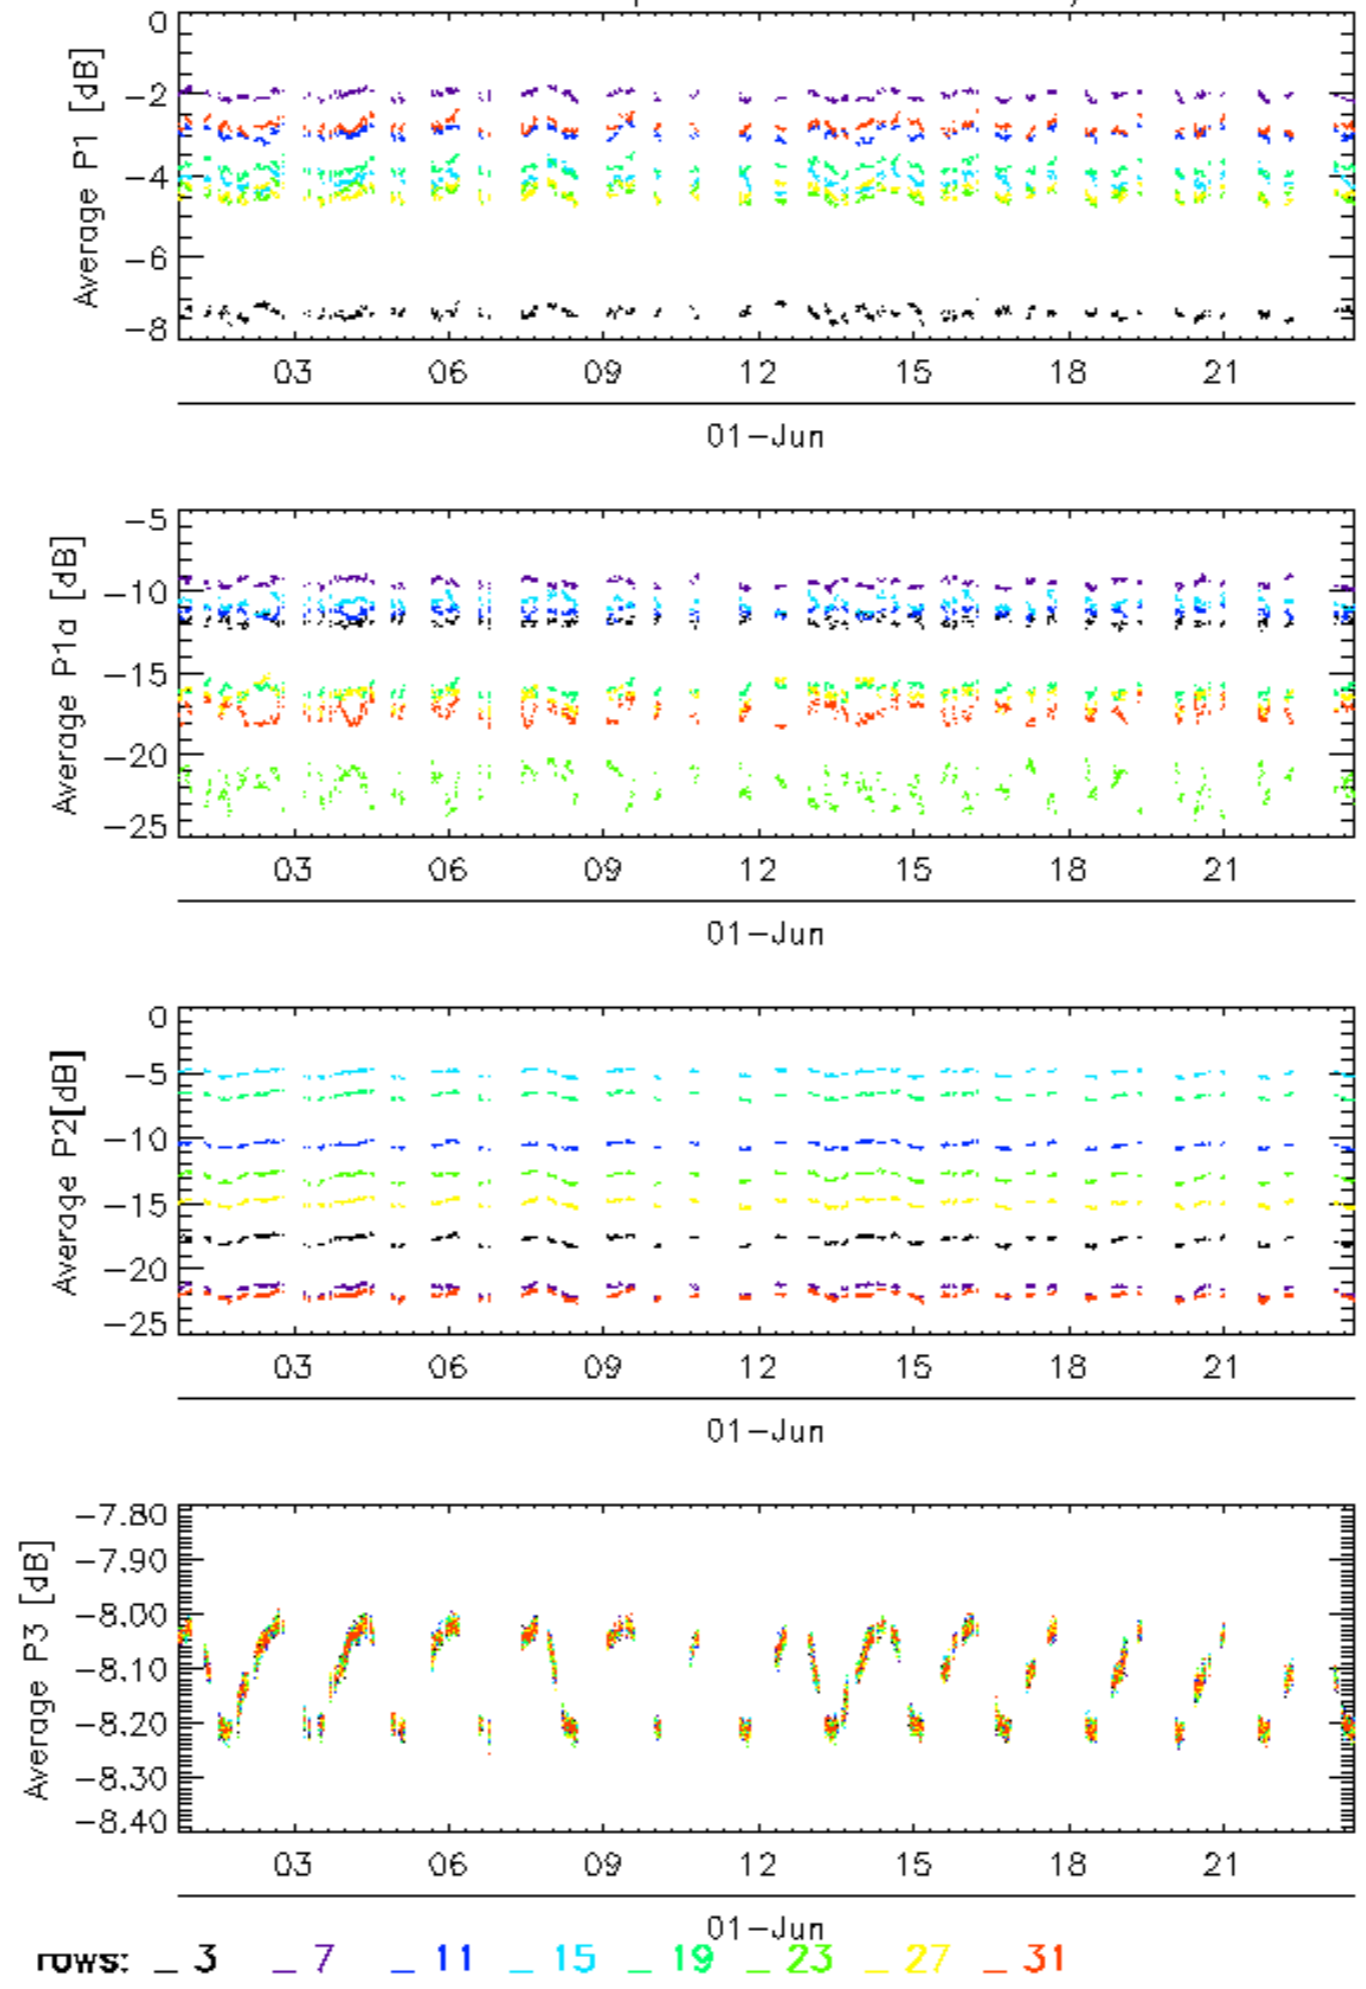 Average P1 [dB]
0
−2
−4
−6
−8
03 06 09 12 15 18 21
01−Jun
Average P1a [dB]
−5
−10
−15
−20
−25
03 06 09 12 15 18 21
01−Jun
Average P2[dB]
0
−5
−10
−15
−20
−25
03 06 09 12 15 18 21
01−Jun
Average P3 [dB]
−7.80
−7.90
−8.00
−8.10
−8.20
−8.30
−8.40
03 06 09 12 15 18 21
01−Jun
rows: _ 3 _ 7 _ 11 _ 15 _ 19 _ 23 _ 27 _ 31